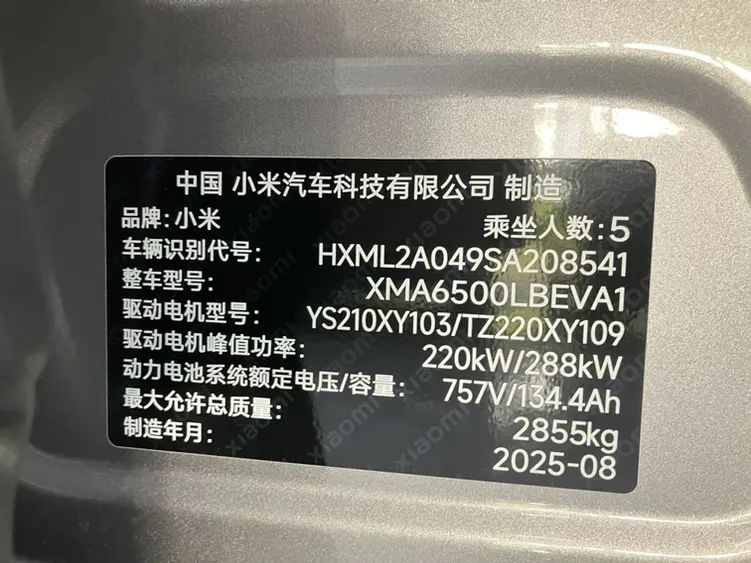 中国 小米汽车科技有限公司 制造
品牌:小米 乘坐人数:5
车辆识别代号: HXML2A049SA208541
整车型号: XMA6500LBEVA1
驱动电机型号: YS210XY103/TZ220XY109
驱动电机峰值功率: 220kW/288kW
动力电池系统额定电压/容量: 757V/134.4Ah
最大允许总质量: 2855kg
制造年月: 2025-08